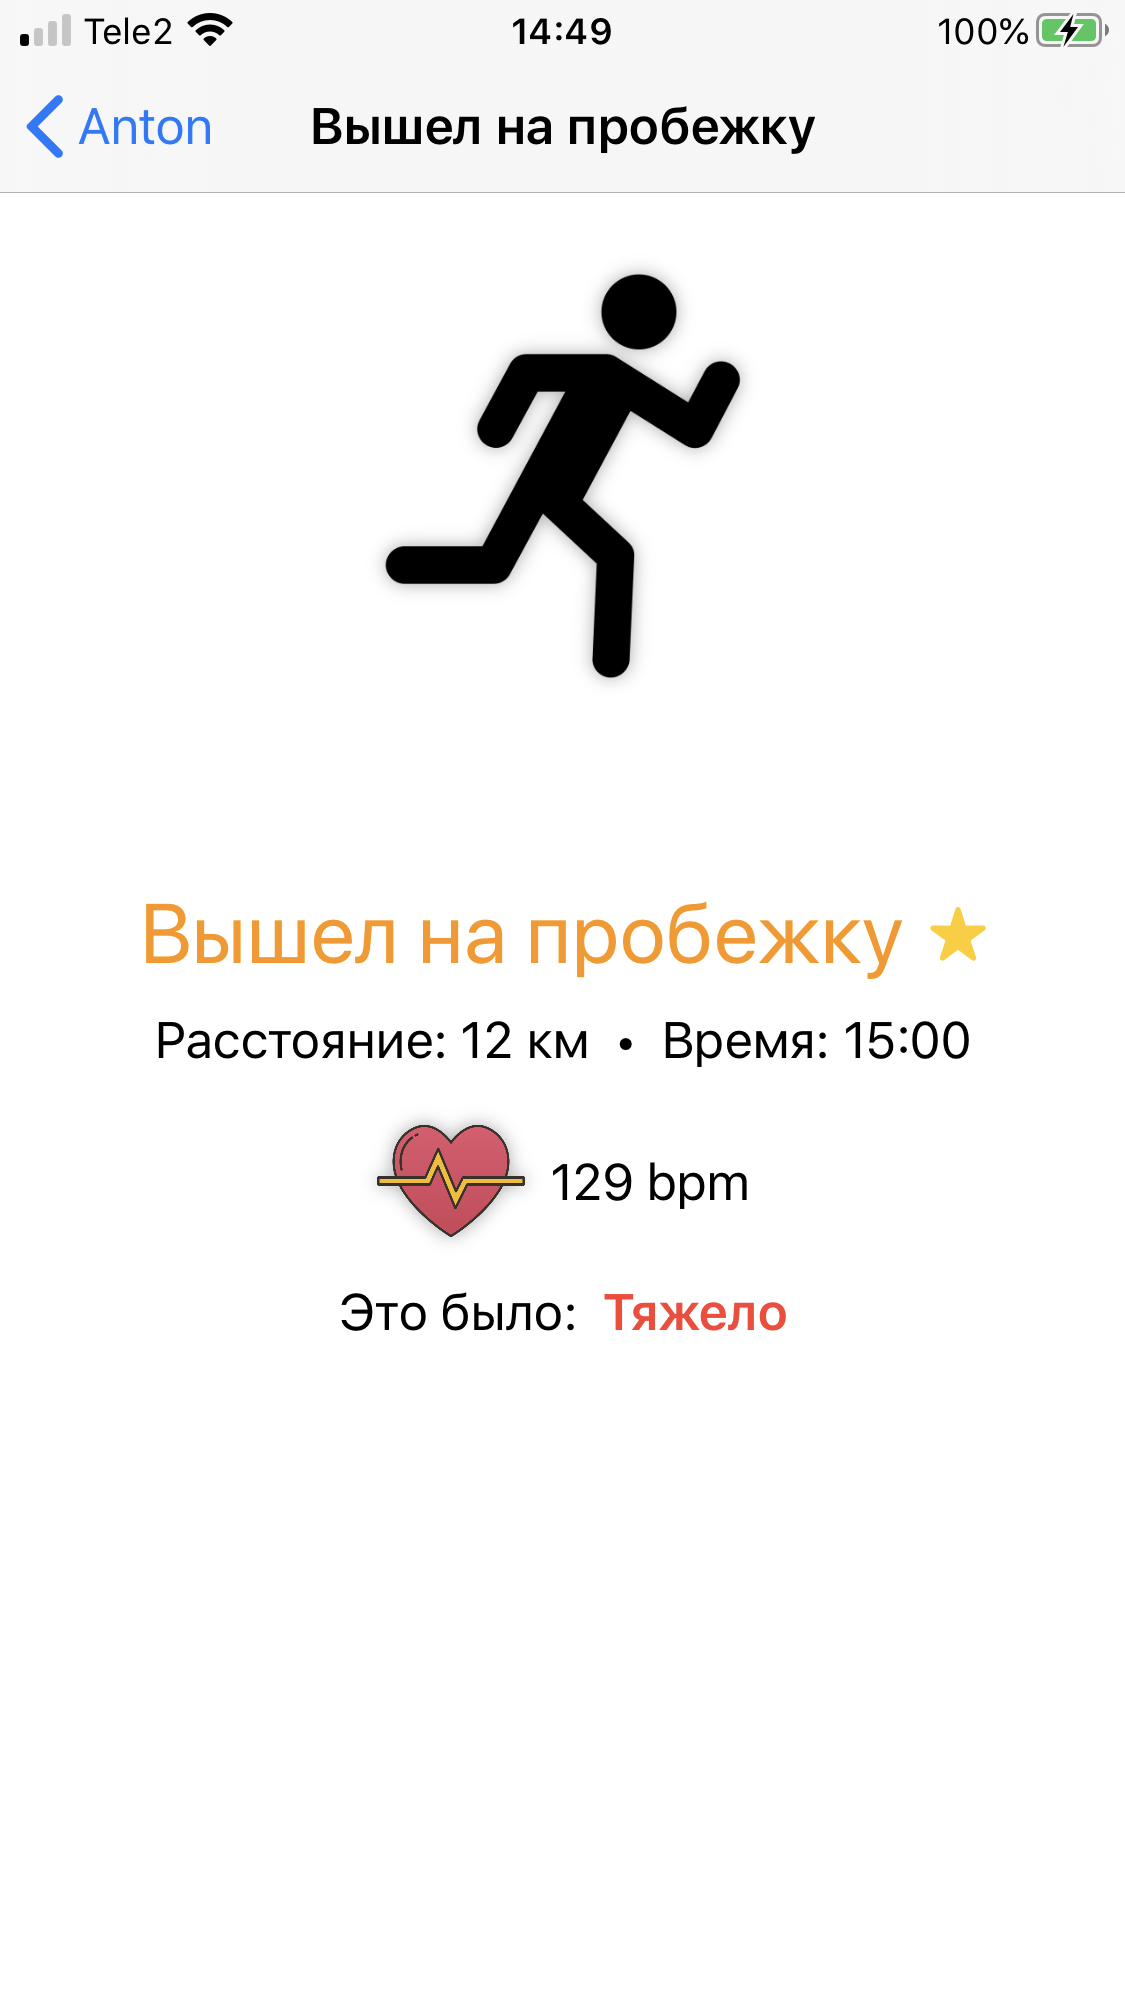 Tele2 14:49 100%
Anton Вышел на пробежку
Вышел на пробежку
Расстояние: 12 км • Время: 15:00
129 bpm
Это было: Тяжело